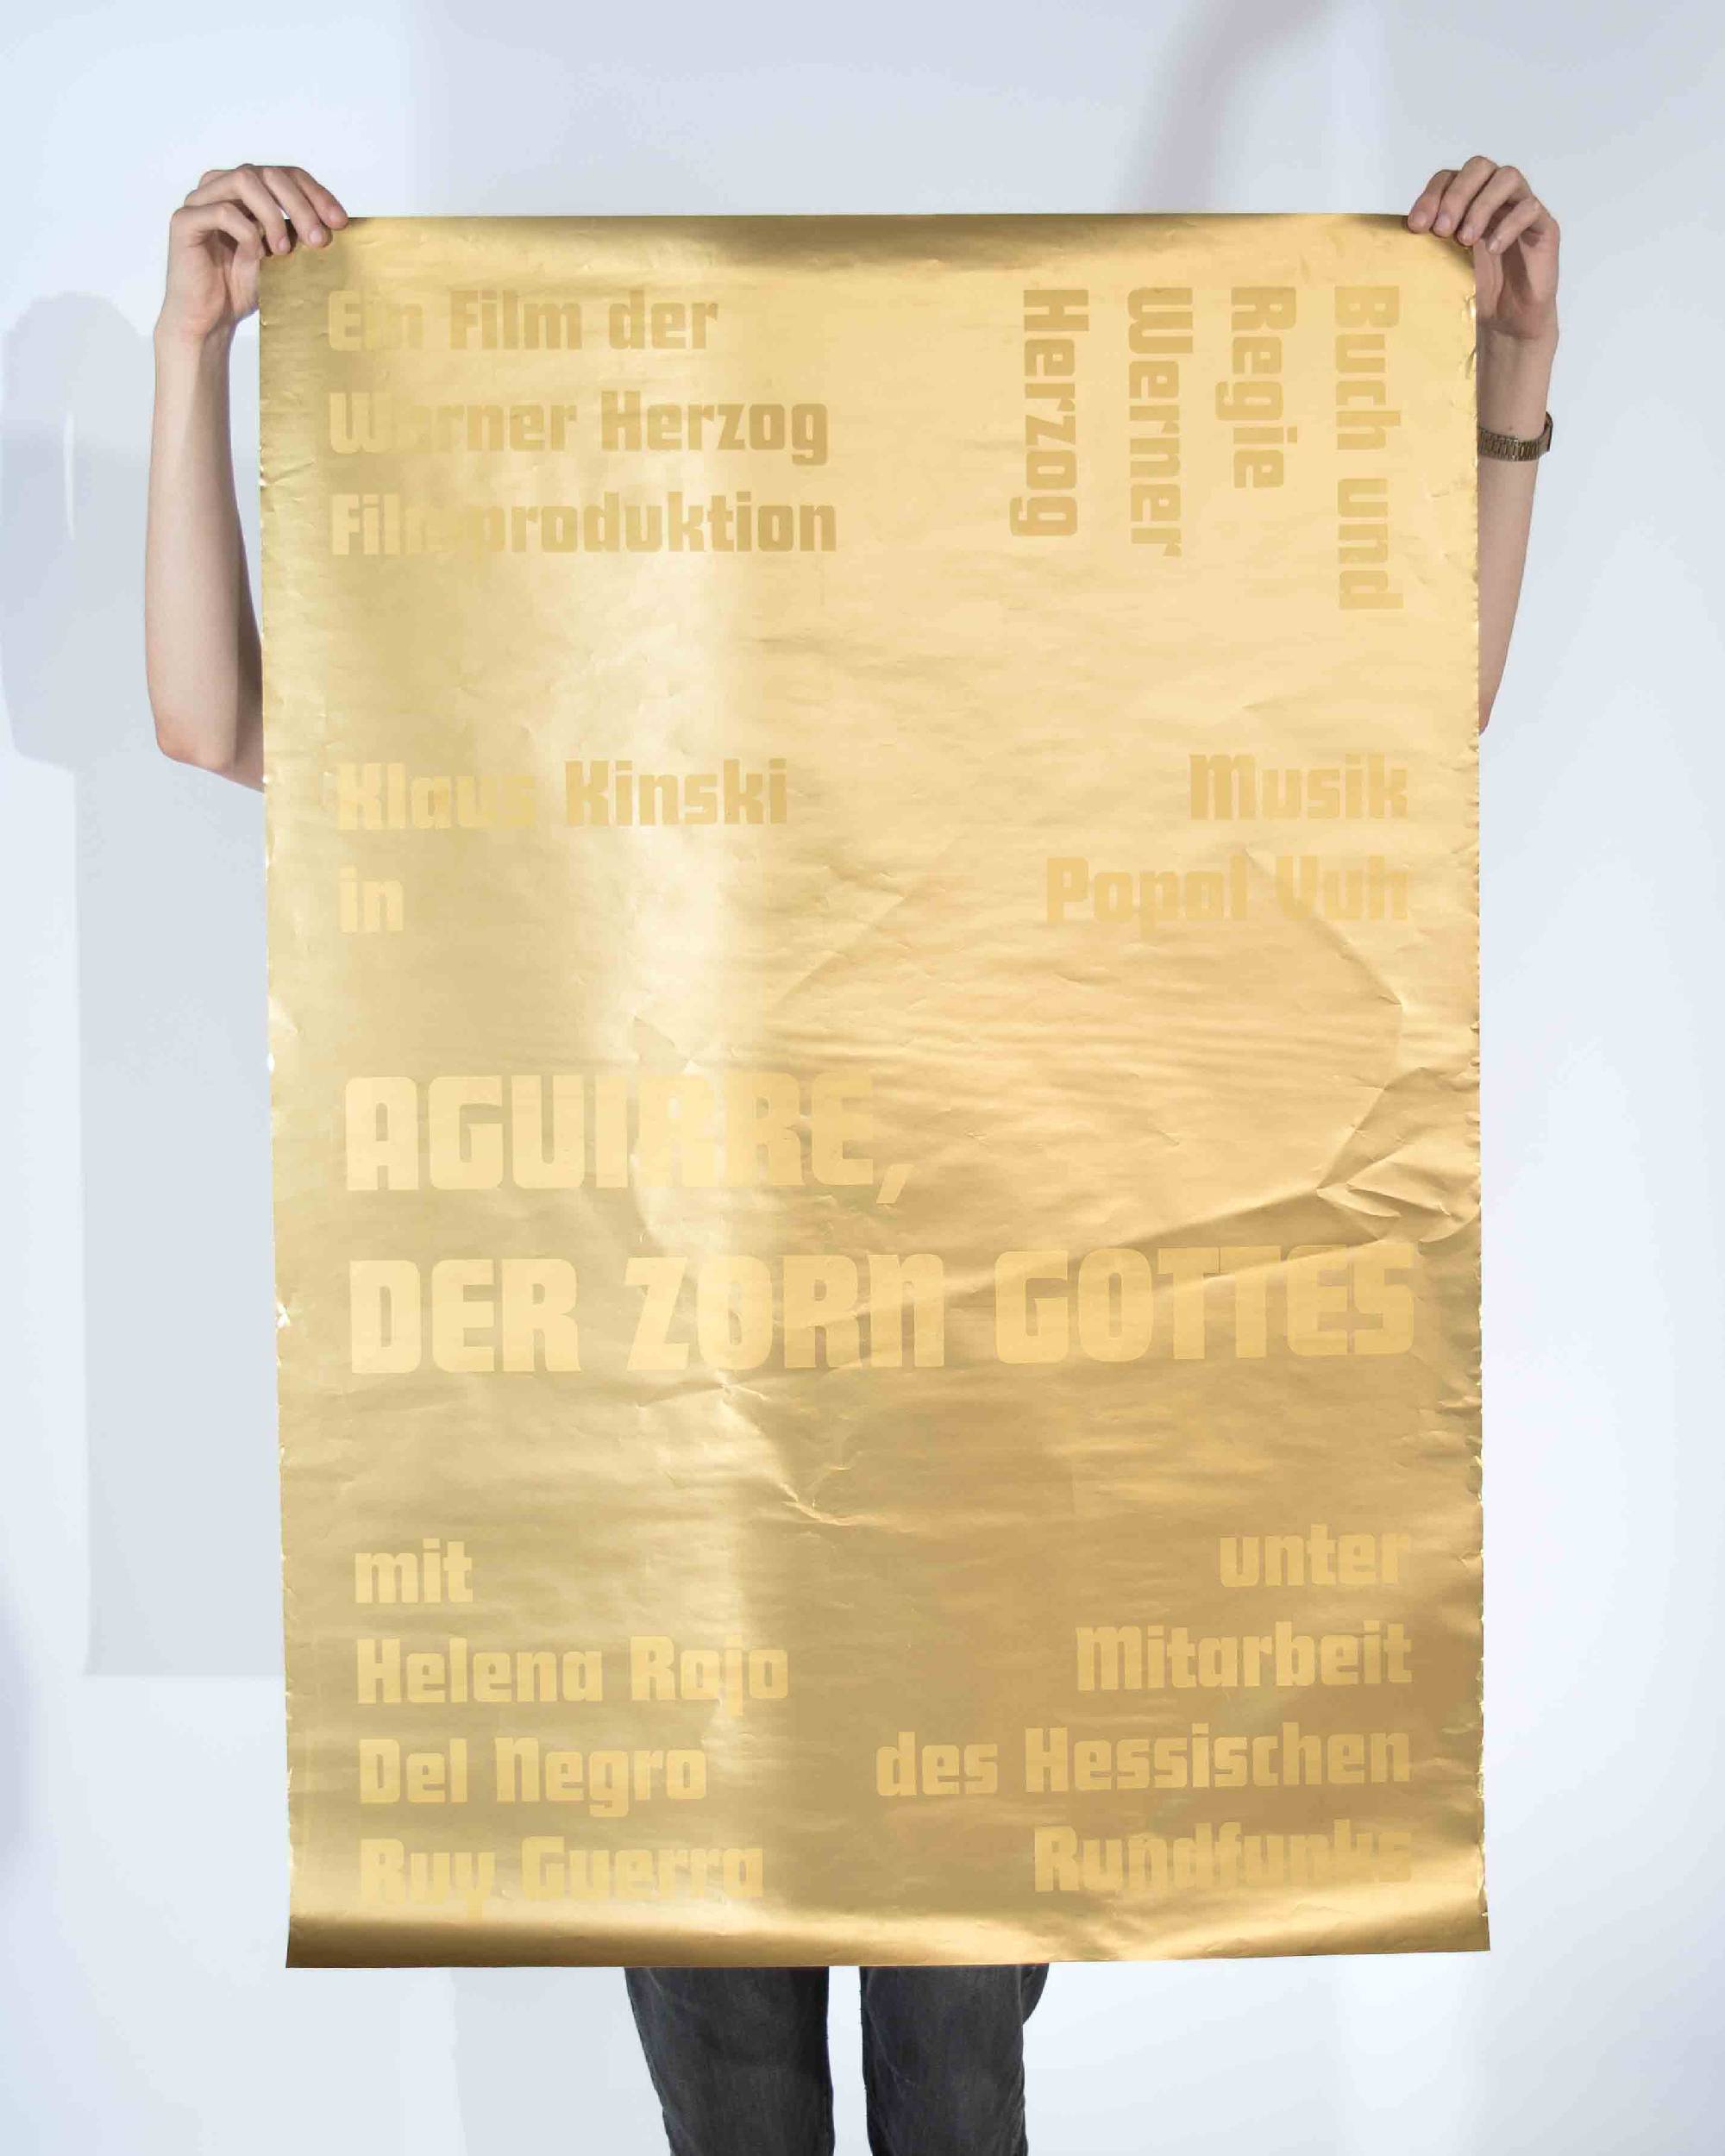 Ein Film der
Werner Herzog
Filmproduktion
Buch und
Regie
Werner
Herzog
Klaus Kinski
in
Musik
Popol Vuh
AGUIRRE,
DER ZORN GOTTES
mit
Helena Rojo
Del Negro
Ruy Guerra
unter
Mitarbeit
des Hessischen
Rundfunks